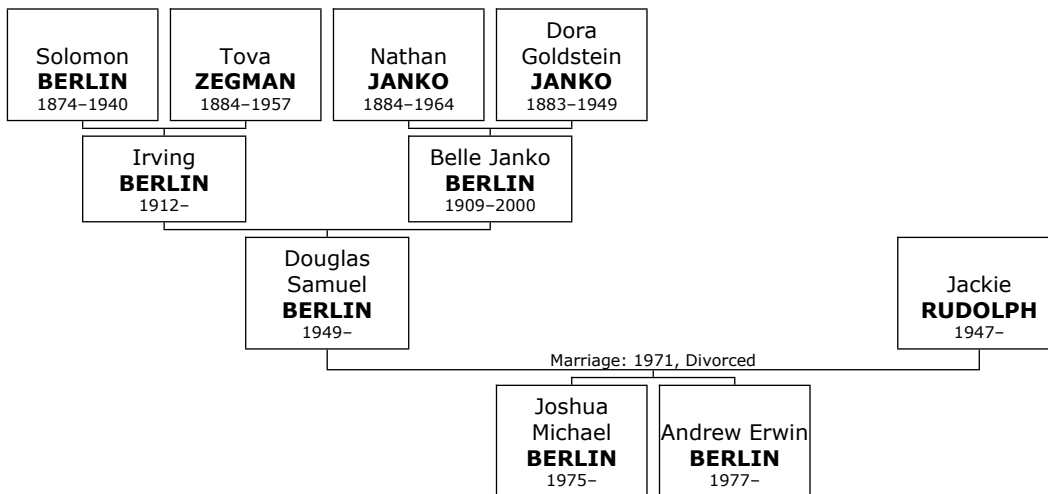 Solomon
BERLIN
1874–1940
Tova
ZEGMAN
1884–1957
Nathan
JANKO
1884–1964
Dora
Goldstein
JANKO
1883–1949
Irving
BERLIN
1912–
Belle Janko
BERLIN
1909–2000
Douglas
Samuel
BERLIN
1949–
Jackie
RUDOLPH
1947–
Marriage: 1971, Divorced
Joshua
Michael
BERLIN
1975–
Andrew Erwin
BERLIN
1977–